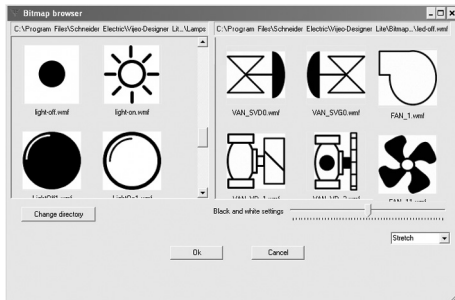 Bitmap browser
C:\Program Files\Schneider Electric\Vijeo-Designer Lit...\Lamps
C:\Program Files\Schneider Electric\Vijeo-Designer Lite\Bitmap...\led-off.wmf
light-off.wmf
light-on.wmf
VAN_SVD0.wmf
VAN_SVG0.wmf
FAN_1.wmf
Change directory
Black and white settings
Stretch
Ok
Cancel